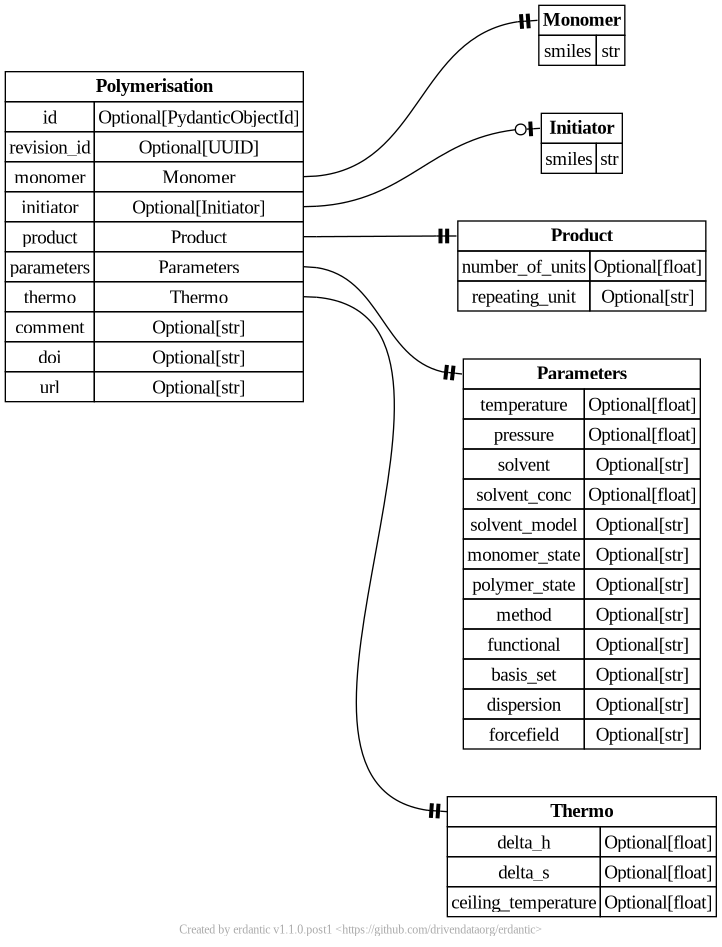 Polymerisation
id Optional[PydanticObjectId]
revision_id Optional[UUID]
monomer Monomer
initiator Optional[Initiator]
product Product
parameters Parameters
thermo Thermo
comment Optional[str]
doi Optional[str]
url Optional[str]
Monomer
smiles str
Initiator
smiles str
Product
number_of_units Optional[float]
repeating_unit Optional[str]
Parameters
temperature Optional[float]
pressure Optional[float]
solvent Optional[str]
solvent_conc Optional[float]
solvent_model Optional[str]
monomer_state Optional[str]
polymer_state Optional[str]
method Optional[str]
functional Optional[str]
basis_set Optional[str]
dispersion Optional[str]
forcefield Optional[str]
Thermo
delta_h Optional[float]
delta_s Optional[float]
ceiling_temperature Optional[float]
Created by erdantic v1.1.0.post1 <https://github.com/drivendataorg/erdantic>